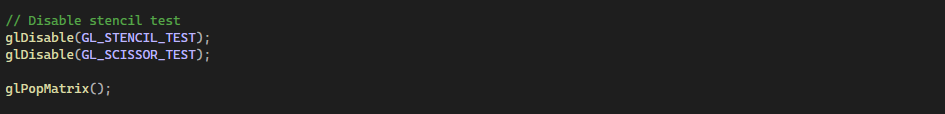 // Disable stencil test
glDisable(GL_STENCIL_TEST);
glDisable(GL_SCISSOR_TEST);
glPopMatrix();